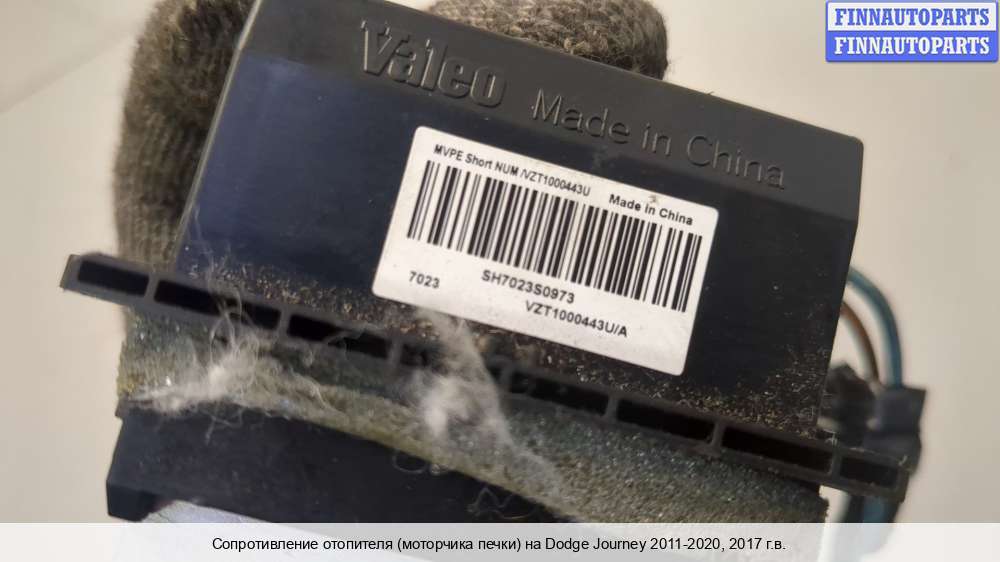 FINNAUTOPARTS
FINNAUTOPARTS
Valeo
Made in China
MVPE Short NUM /VZT1000443U
Made in China
7023
SH7023S0973
VZT1000443U/A
Сопротивление отопителя (моторчика печки) на Dodge Journey 2011-2020, 2017 г.в.